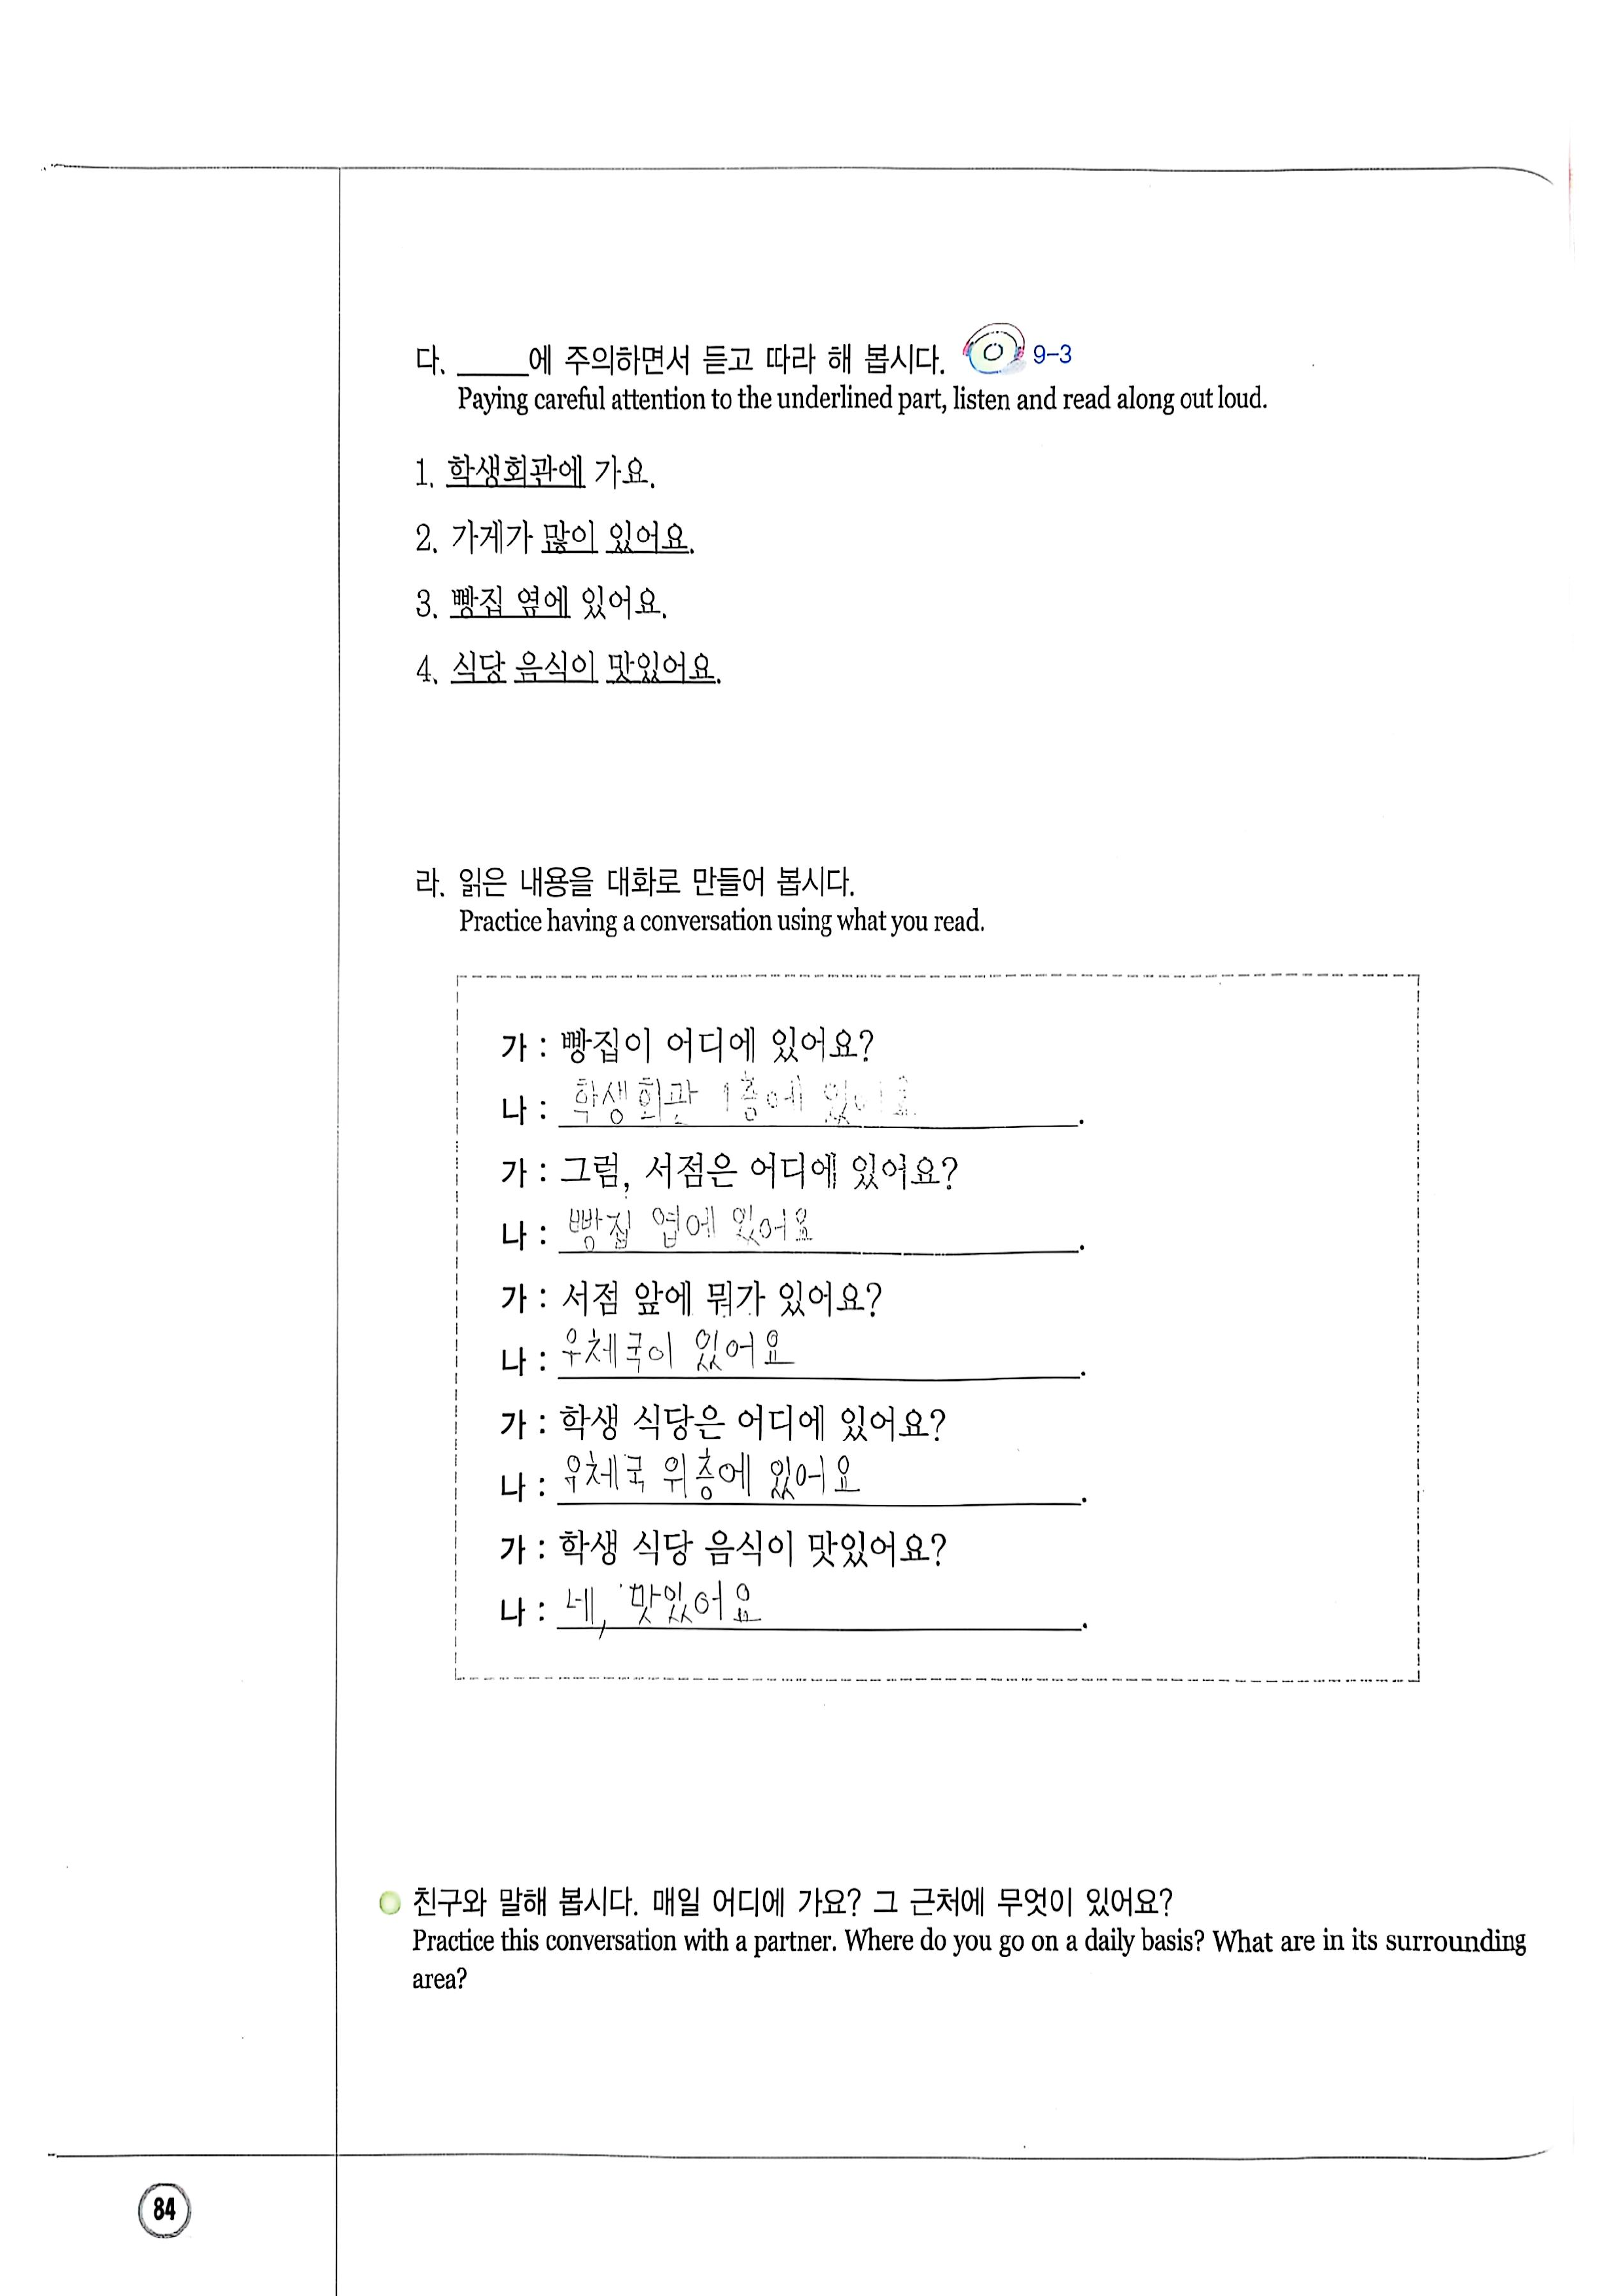 다. _____에 주의하면서 듣고 따라 해 봅시다. 9-3
Paying careful attention to the underlined part, listen and read along out loud.
1. 학생회관에 가요.
2. 가게가 많이 있어요.
3. 빵집 옆에 있어요.
4. 식당 음식이 맛있어요.
라. 읽은 내용을 대화로 만들어 봅시다.
Practice having a conversation using what you read.
가 : 빵집이 어디에 있어요?
나 : 학생회관 1층에 있어요.
가 : 그럼, 서점은 어디에 있어요?
나 : 빵집 엽에 있어요.
가 : 서점 앞에 뭐가 있어요?
나 : 우체국이 있어요.
가 : 학생 식당은 어디에 있어요?
나 : 우체국 위층에 있어요.
가 : 학생 식당 음식이 맛있어요?
나 : 네, 맛있어요.
친구와 말해 봅시다. 매일 어디에 가요? 그 근처에 무엇이 있어요?
Practice this conversation with a partner. Where do you go on a daily basis? What are in its surrounding
area?
84